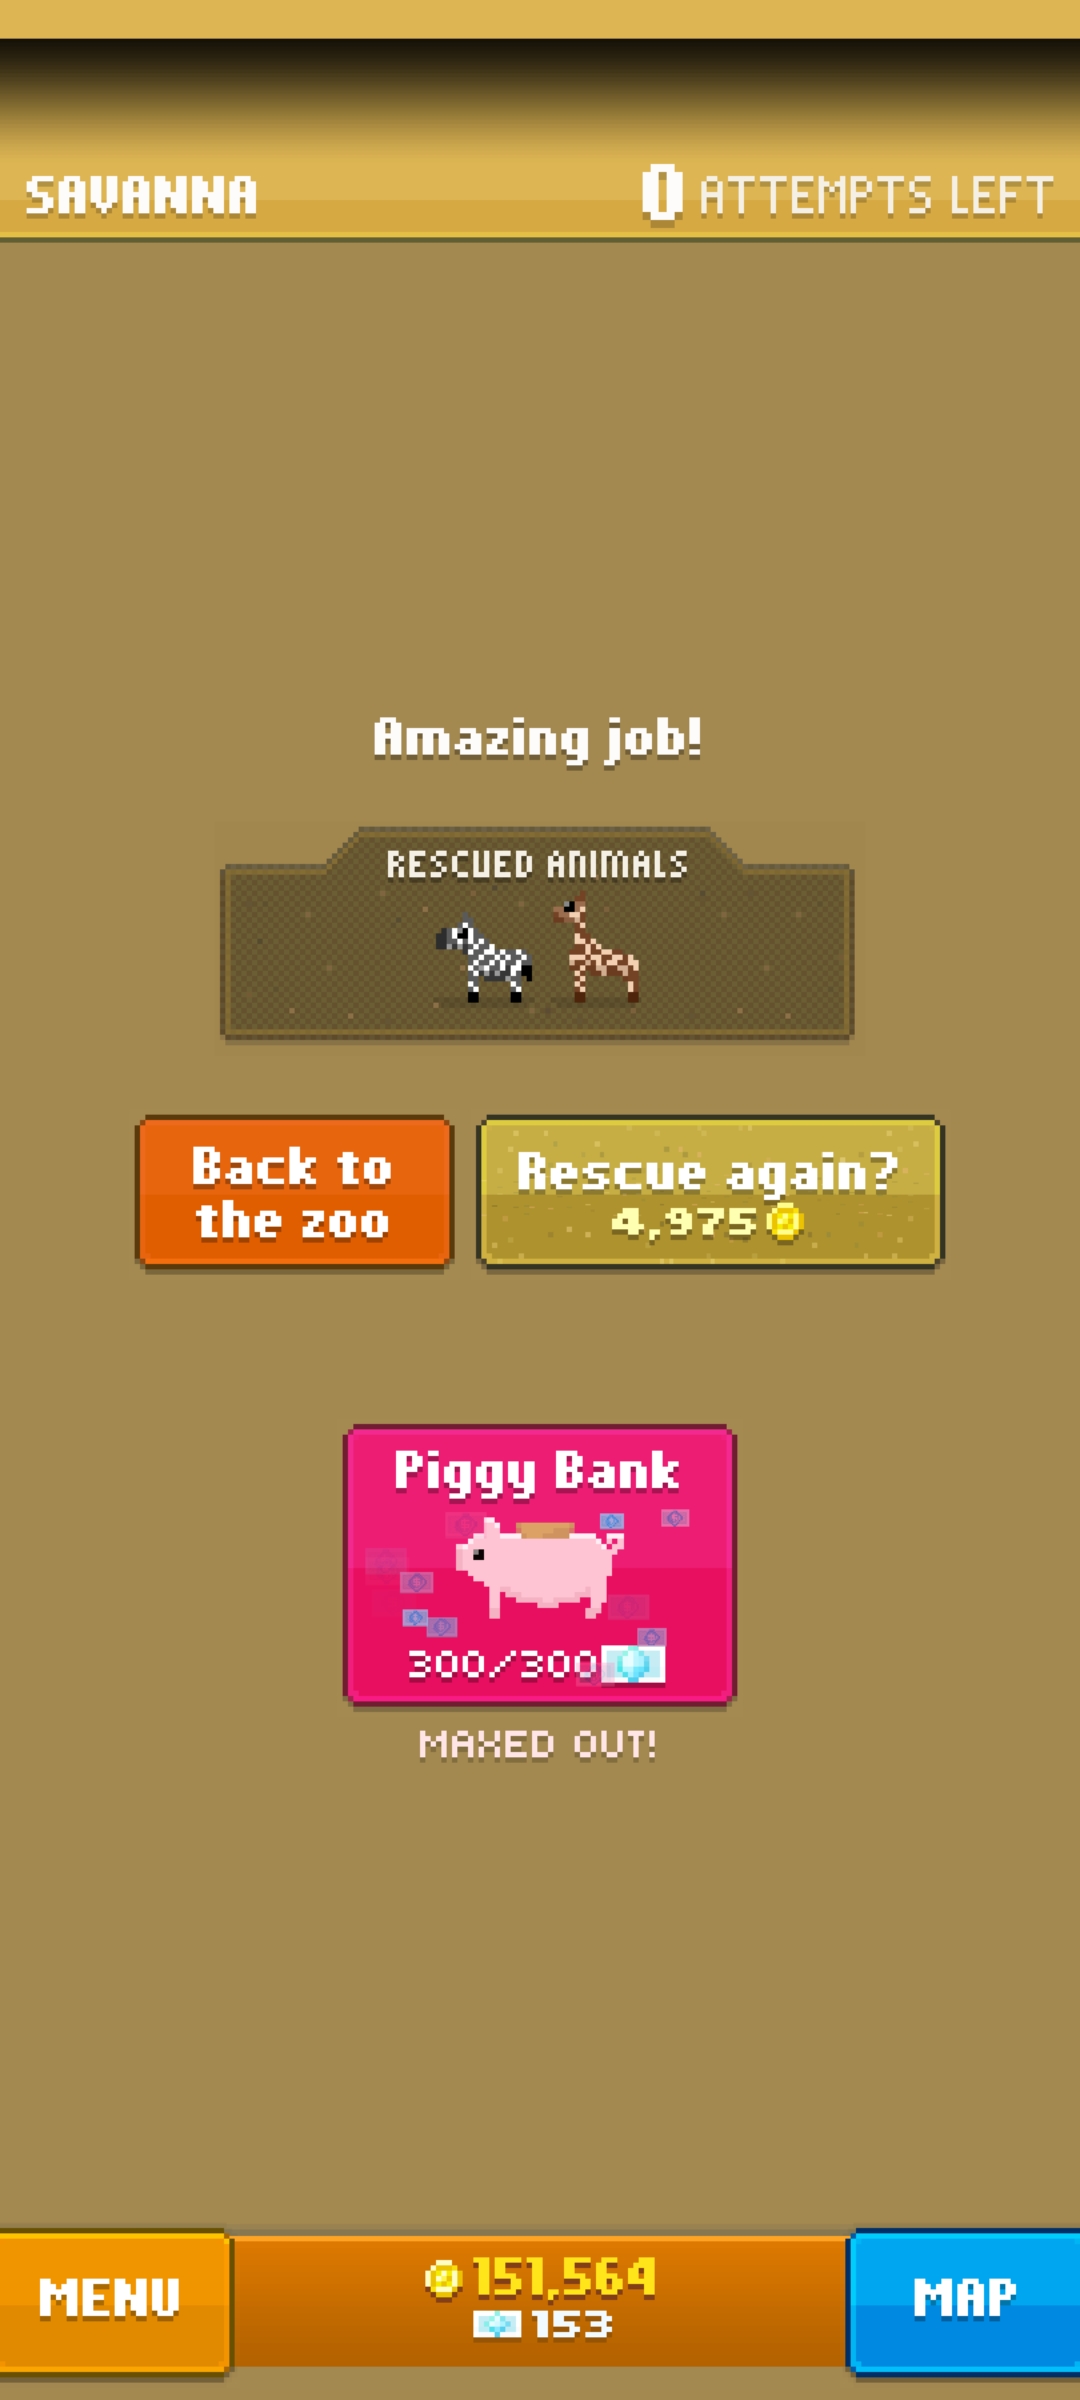 SAVANNA
0 ATTEMPTS LEFT
Amazing job!
RESCUED ANIMALS
Back to
the zoo
Rescue again?
4,975
Piggy Bank
300/300
MAXED OUT!
MENU
151,564
153
MAP